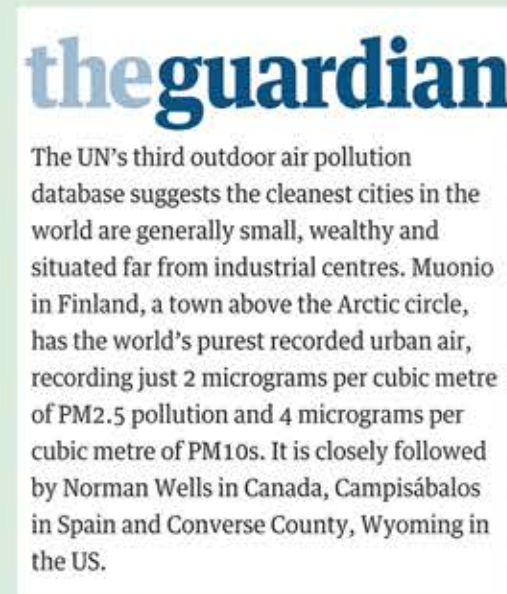 theguardian
The UN’s third outdoor air pollution
database suggests the cleanest cities in the
world are generally small, wealthy and
situated far from industrial centres. Muonio
in Finland, a town above the Arctic circle,
has the world’s purest recorded urban air,
recording just 2 micrograms per cubic metre
of PM2.5 pollution and 4 micrograms per
cubic metre of PM10s. It is closely followed
by Norman Wells in Canada, Campisábalos
in Spain and Converse County, Wyoming in
the US.